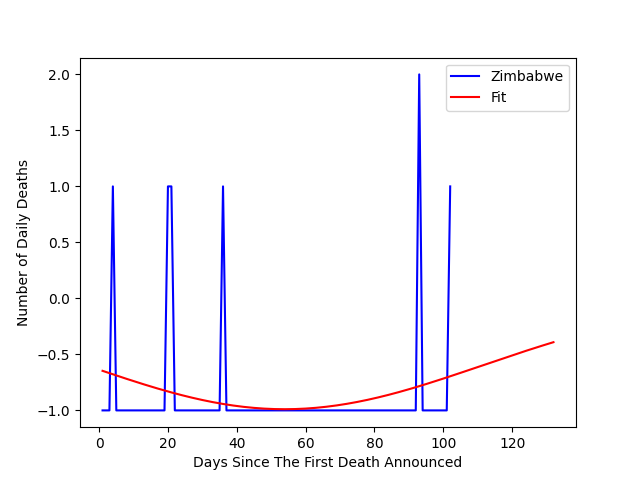 Zimbabwe
Fit
2.0
1.5
1.0
0.5
0.0
−0.5
−1.0
Number of Daily Deaths
0 20 40 60 80 100 120
Days Since The First Death Announced